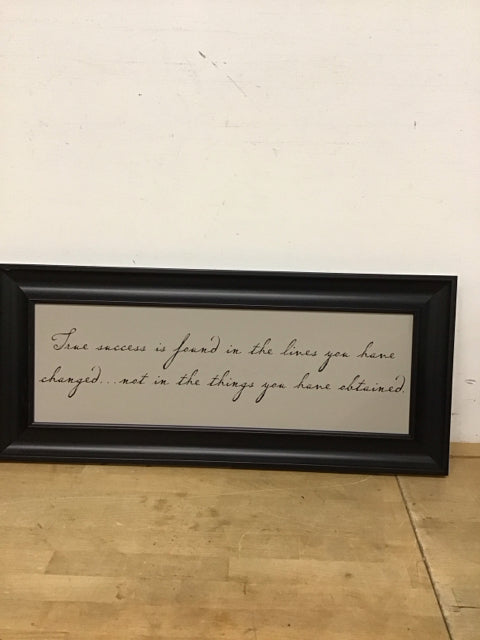 True success is found in the lives you have
changed...not in the things you have obtained.